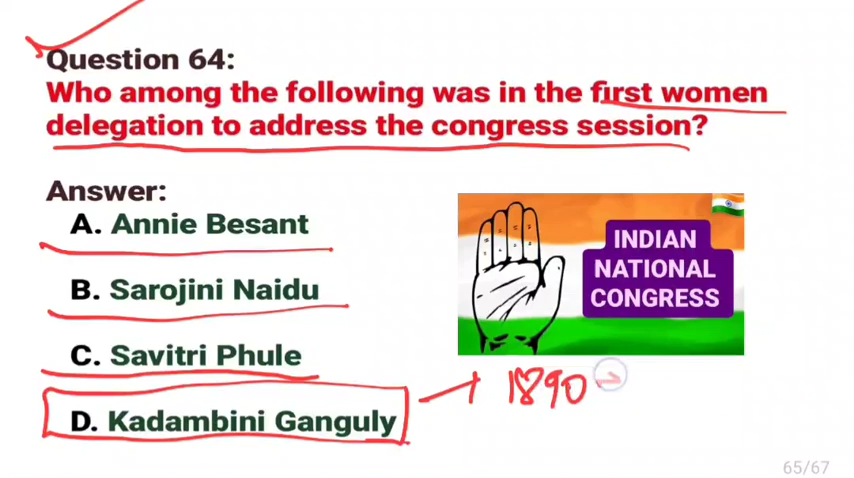 Question 64:
Who among the following was in the first women
delegation to address the congress session?
Answer:
A. Annie Besant
B. Sarojini Naidu
C. Savitri Phule
D. Kadambini Ganguly
INDIAN
NATIONAL
CONGRESS
1890
65/67